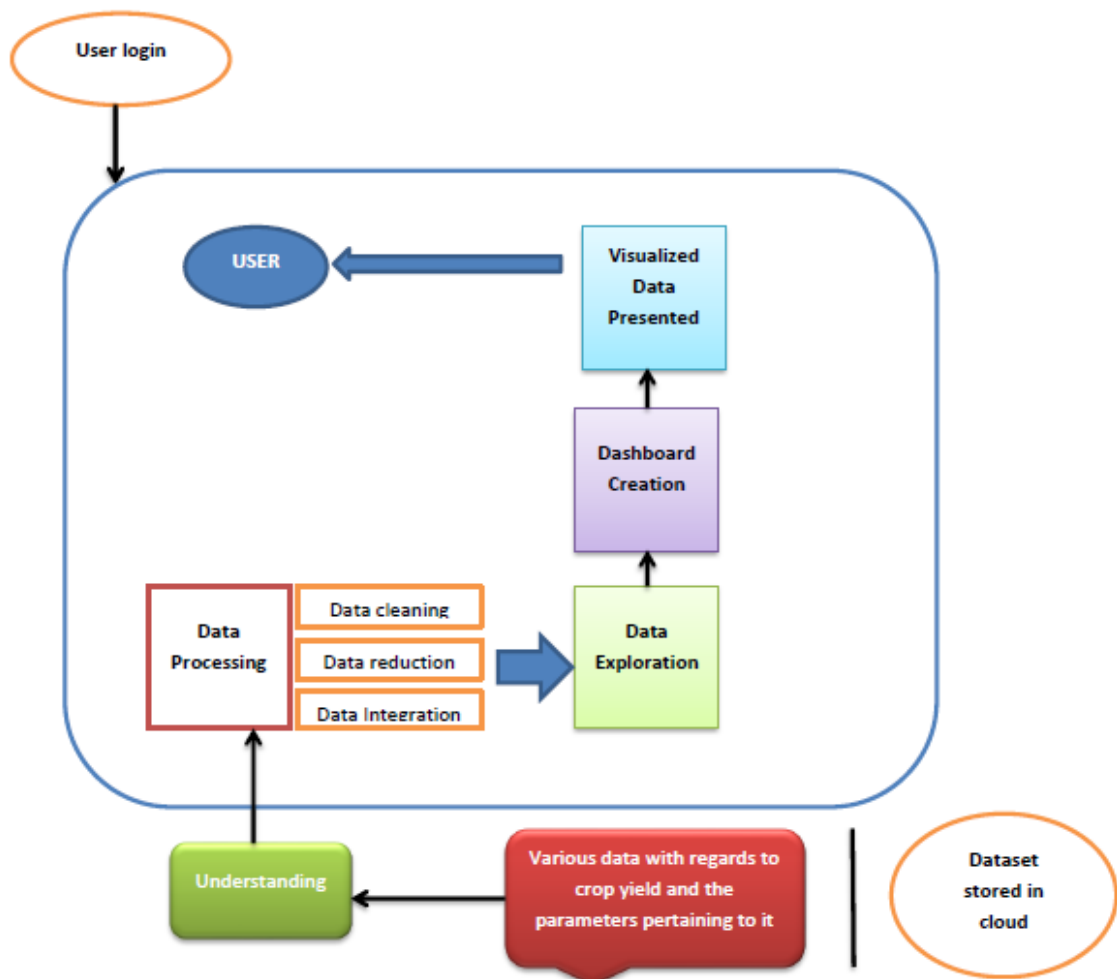 User login
USER
Visualized
Data
Presented
Dashboard
Creation
Data
Processing
Data cleaning
Data reduction
Data Integration
Data
Exploration
Understanding
Various data with regards to
crop yield and the
parameters pertaining to it
Dataset
stored in
cloud